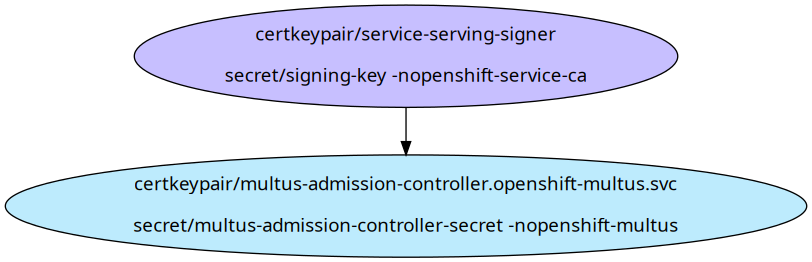 certkeypair/service-serving-signer
secret/signing-key -nopenshift-service-ca
certkeypair/multus-admission-controller.openshift-multus.svc
secret/multus-admission-controller-secret -nopenshift-multus